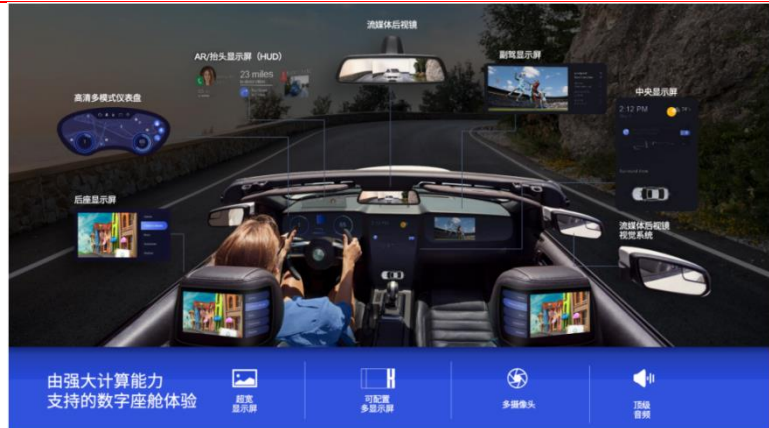 流媒体后视镜
AR/抬头显示屏（HUD）
副驾显示屏
23 miles
中央显示屏
高清多模式仪表盘
2:12 PM
后座显示屏
流媒体后视镜
视觉系统
由强大计算能力
支持的数字座舱体验
超宽
显示屏
可配置
多显示屏
多摄像头
顶级
音频